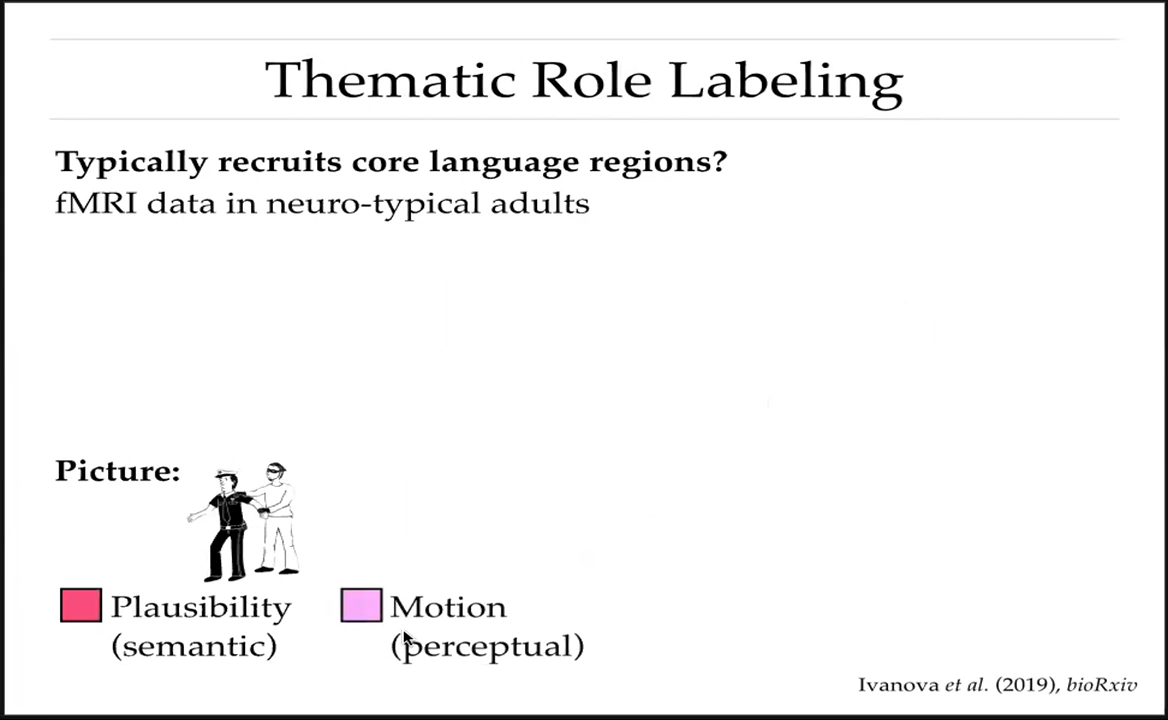 Thematic Role Labeling
Typically recruits core language regions?
fMRI data in neuro-typical adults
Picture:
Plausibility
(semantic)
Motion
(perceptual)
Ivanova et al. (2019), bioRxiv